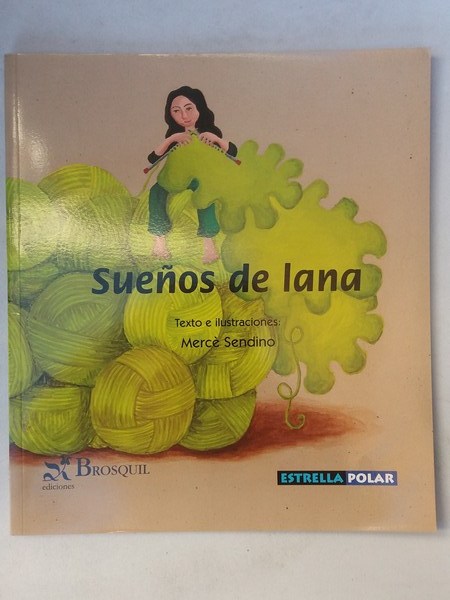 Sueños de lana
Texto e ilustraciones:
Mercè Sendino
BROSQUIL
ediciones
ESTRELLA POLAR